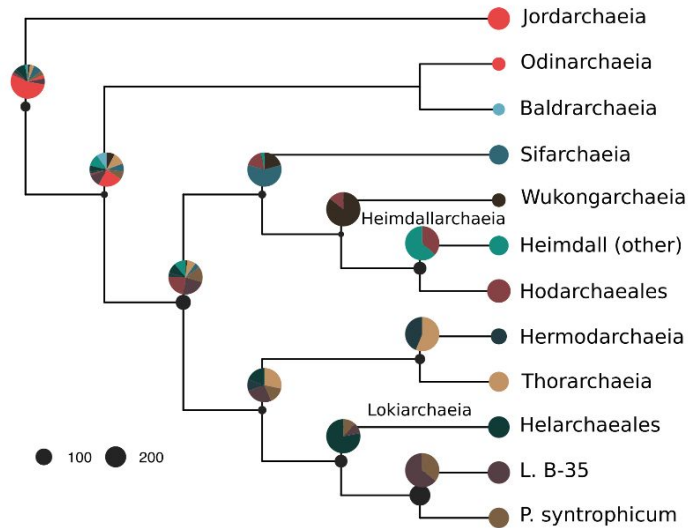 Jordarchaeia
Odinarchaeia
Baldrarchaeia
Sifarchaeia
Wukongarchaeia
Heimdallarchaeia
Heimdall (other)
Hodarchaeales
Hermodarchaeia
Thorarchaeia
Lokiarchaeia
Helarchaeales
100 200
L. B-35
P. syntrophicum